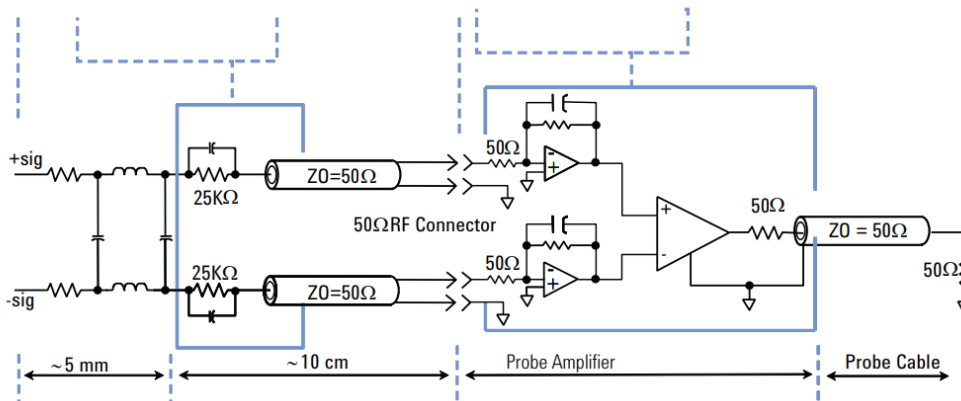 +sig
25KΩ
ZO=50Ω
50Ω
-
+
50ΩRF Connector
+
-
50Ω
ZO = 50Ω
50Ω
-sig
25KΩ
ZO=50Ω
50Ω
-
+
~5 mm
~10 cm
Probe Amplifier
Probe Cable